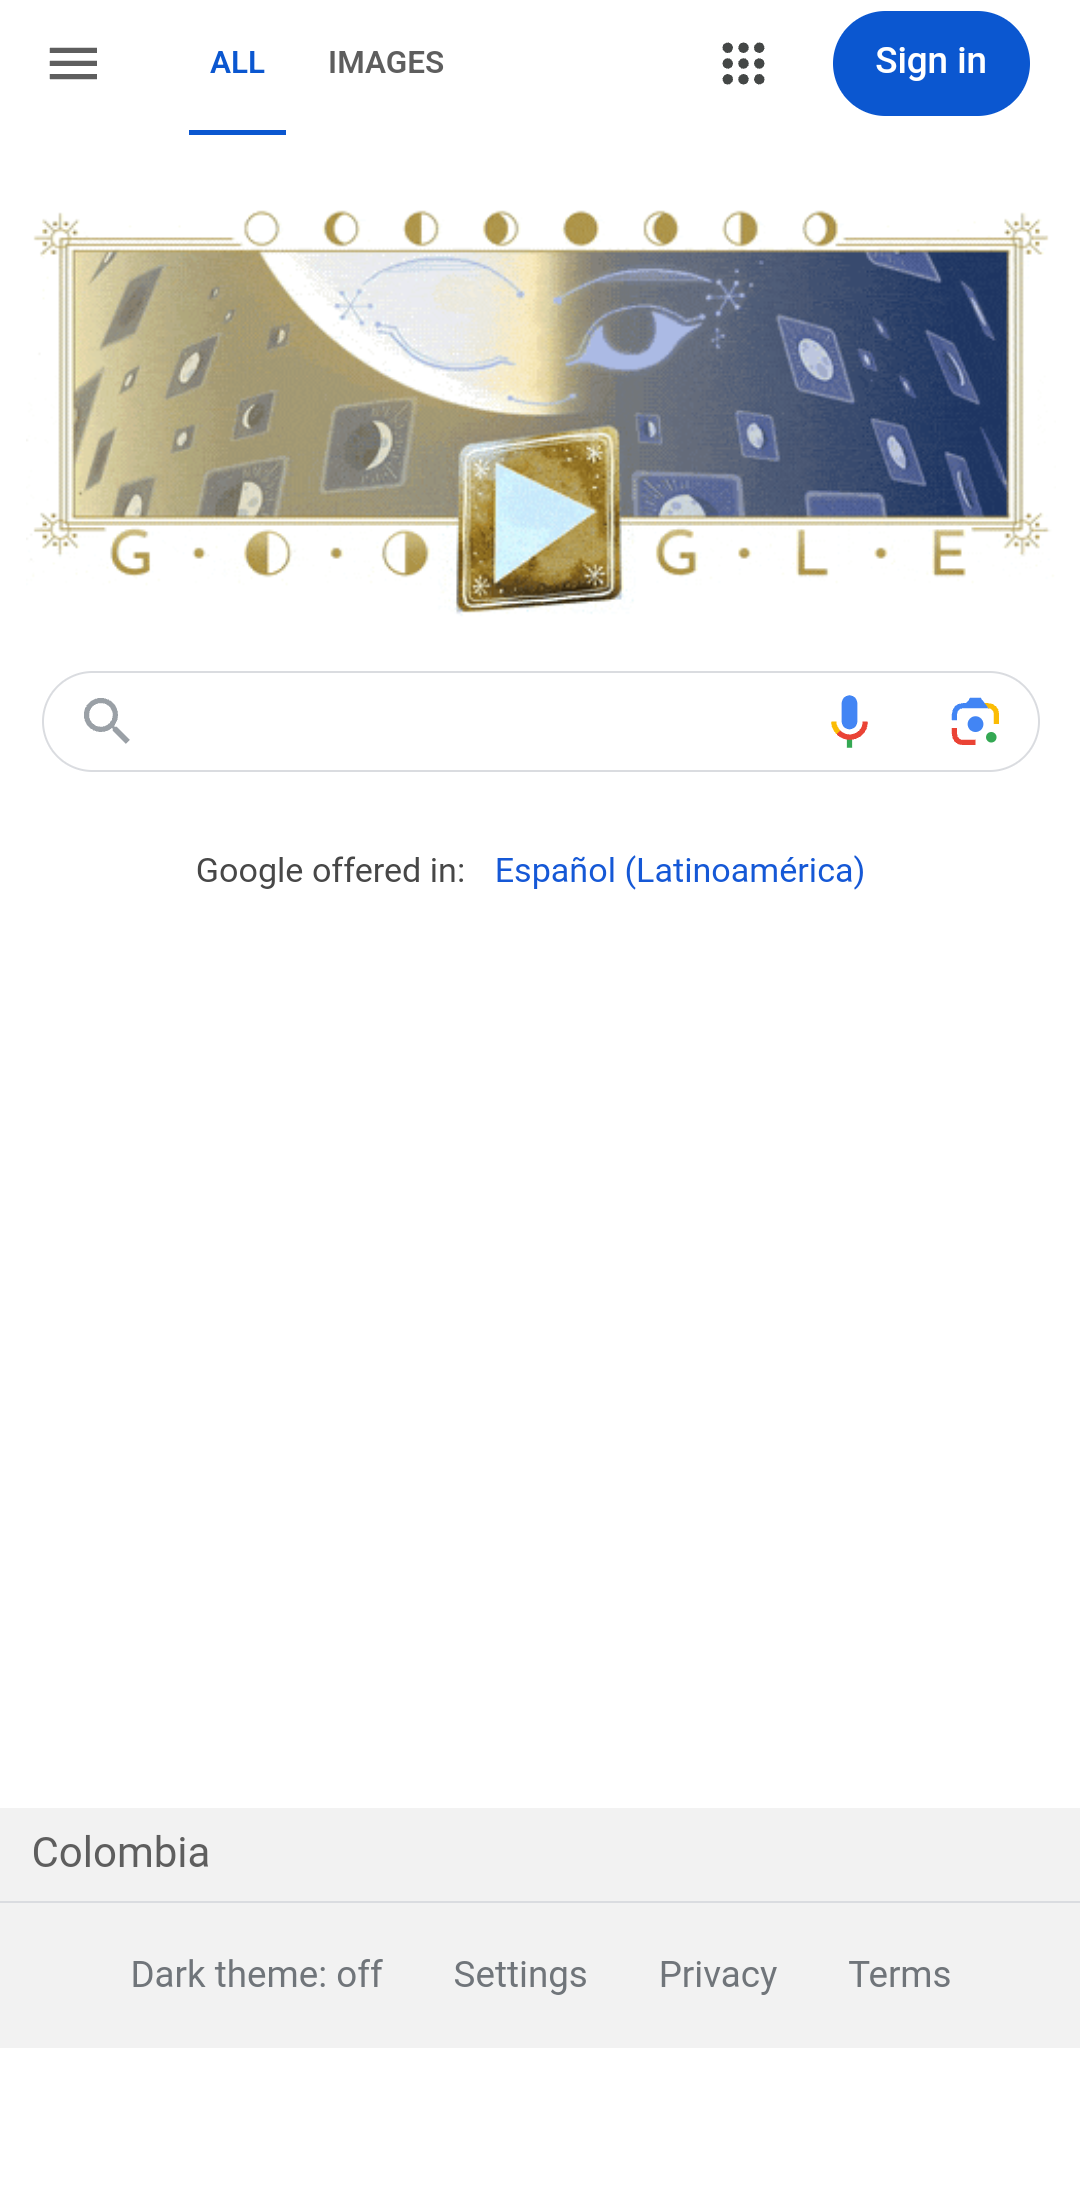 ALL IMAGES Sign in
G · O · O G · L · E
Google offered in: Español (Latinoamérica)
Colombia
Dark theme: off Settings Privacy Terms